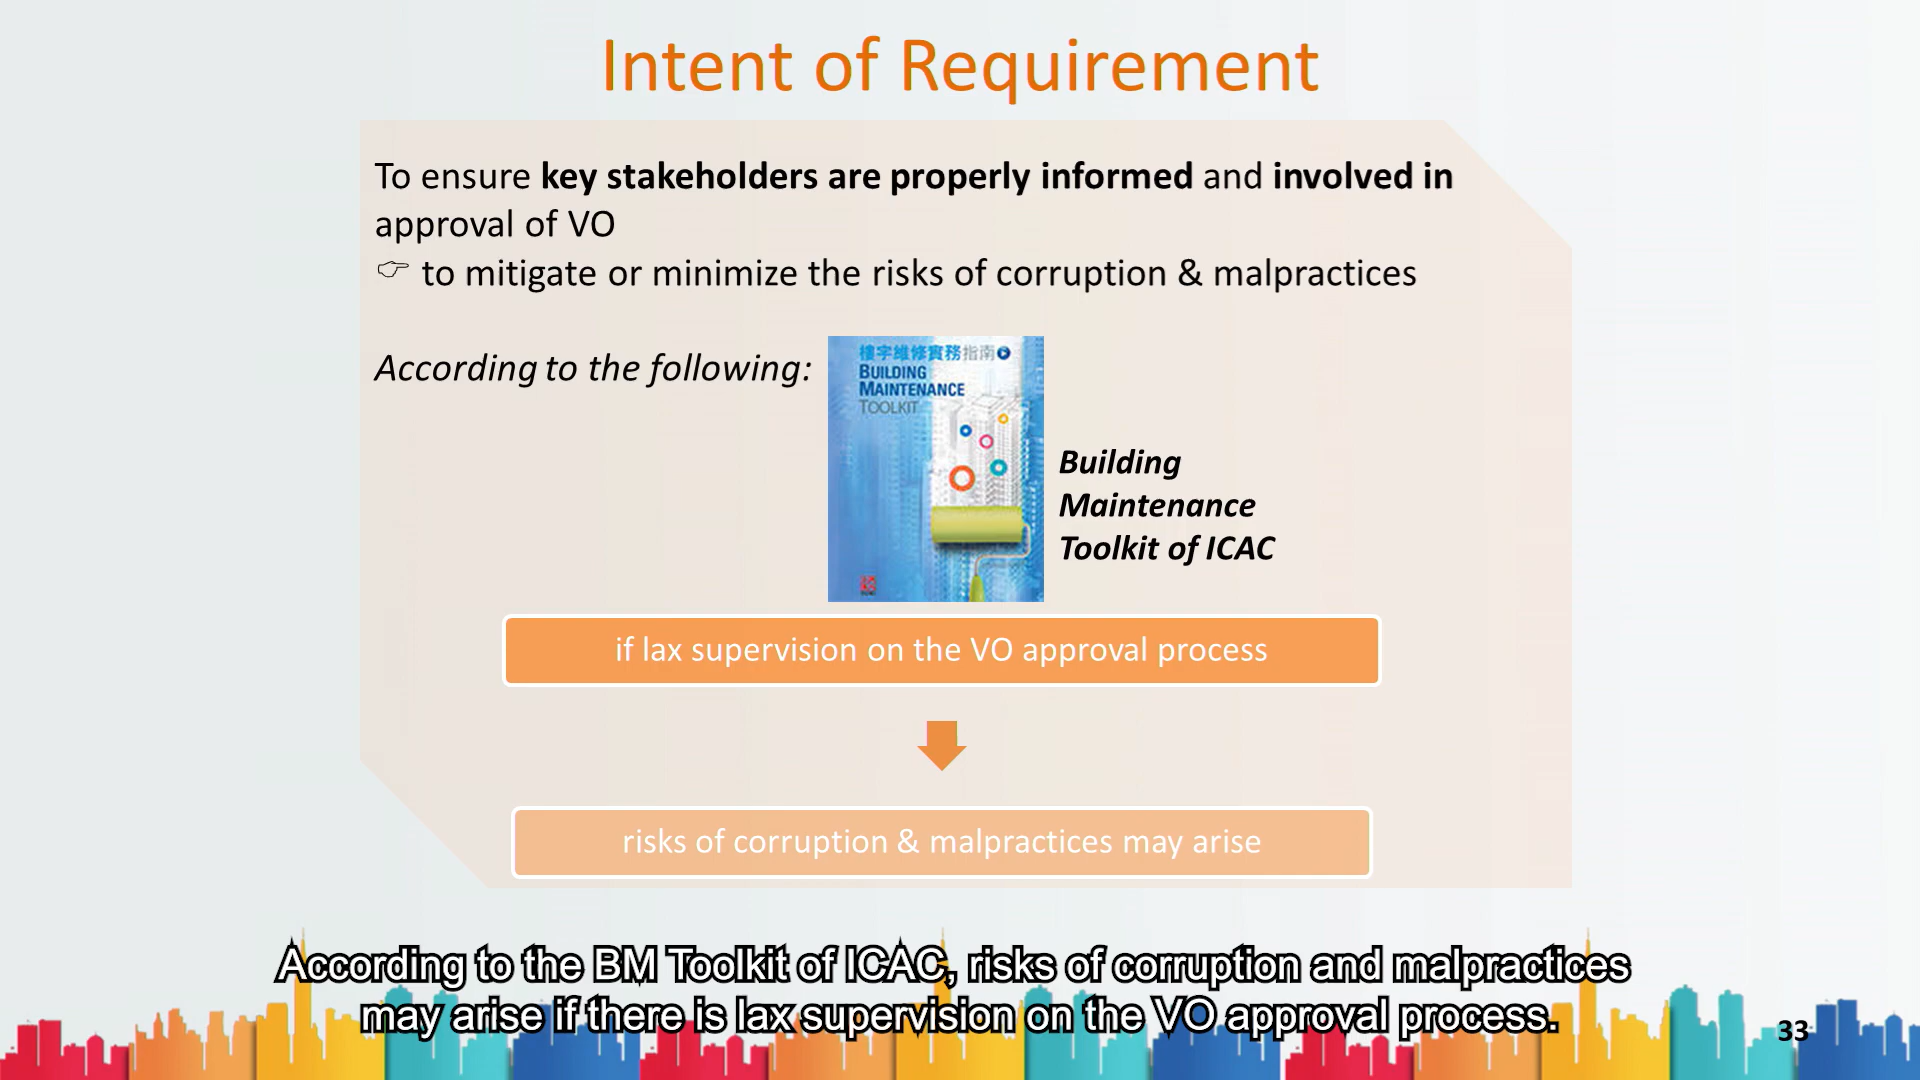 Intent of Requirement
To ensure key stakeholders are properly informed and involved in
approval of VO
☞ to mitigate or minimize the risks of corruption & malpractices
According to the following:
樓宇維修實務指南
BUILDING
MAINTENANCE
TOOLKIT
Building
Maintenance
Toolkit of ICAC
if lax supervision on the VO approval process
risks of corruption & malpractices may arise
According to the BM Toolkit of ICAC, risks of corruption and malpractices
may arise if there is lax supervision on the VO approval process.
33